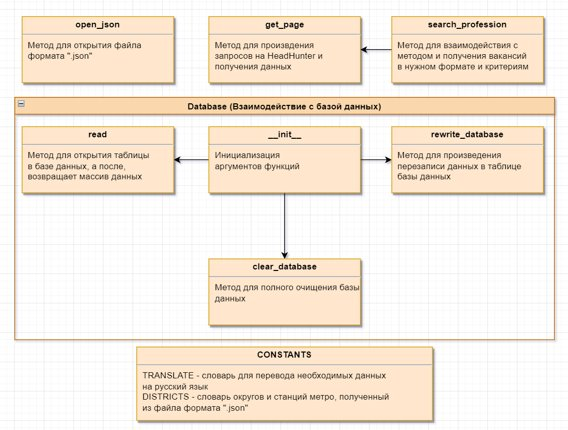 open_json
Метод для открытия файла
формата ".json"
get_page
Метод для произвдения
запросов на HeadHunter и
получения данных
search_profession
Метод для взаимодействия с
методом и получения вакансий
в нужном формате и критериям
Database (Взаимодействие с базой данных)
read
Метод для открытия таблицы
в базе данных, а после,
возвращает массив данных
__init__
Инициализация
аргументов функций
rewrite_database
Метод для произведения
перезаписи данных в таблице
базы данных
clear_database
Метод для полного очищения базы
данных
CONSTANTS
TRANSLATE - словарь для перевода необходимых данных
на русский язык
DISTRICTS - словарь округов и станций метро, полученный
из файла формата ".json"